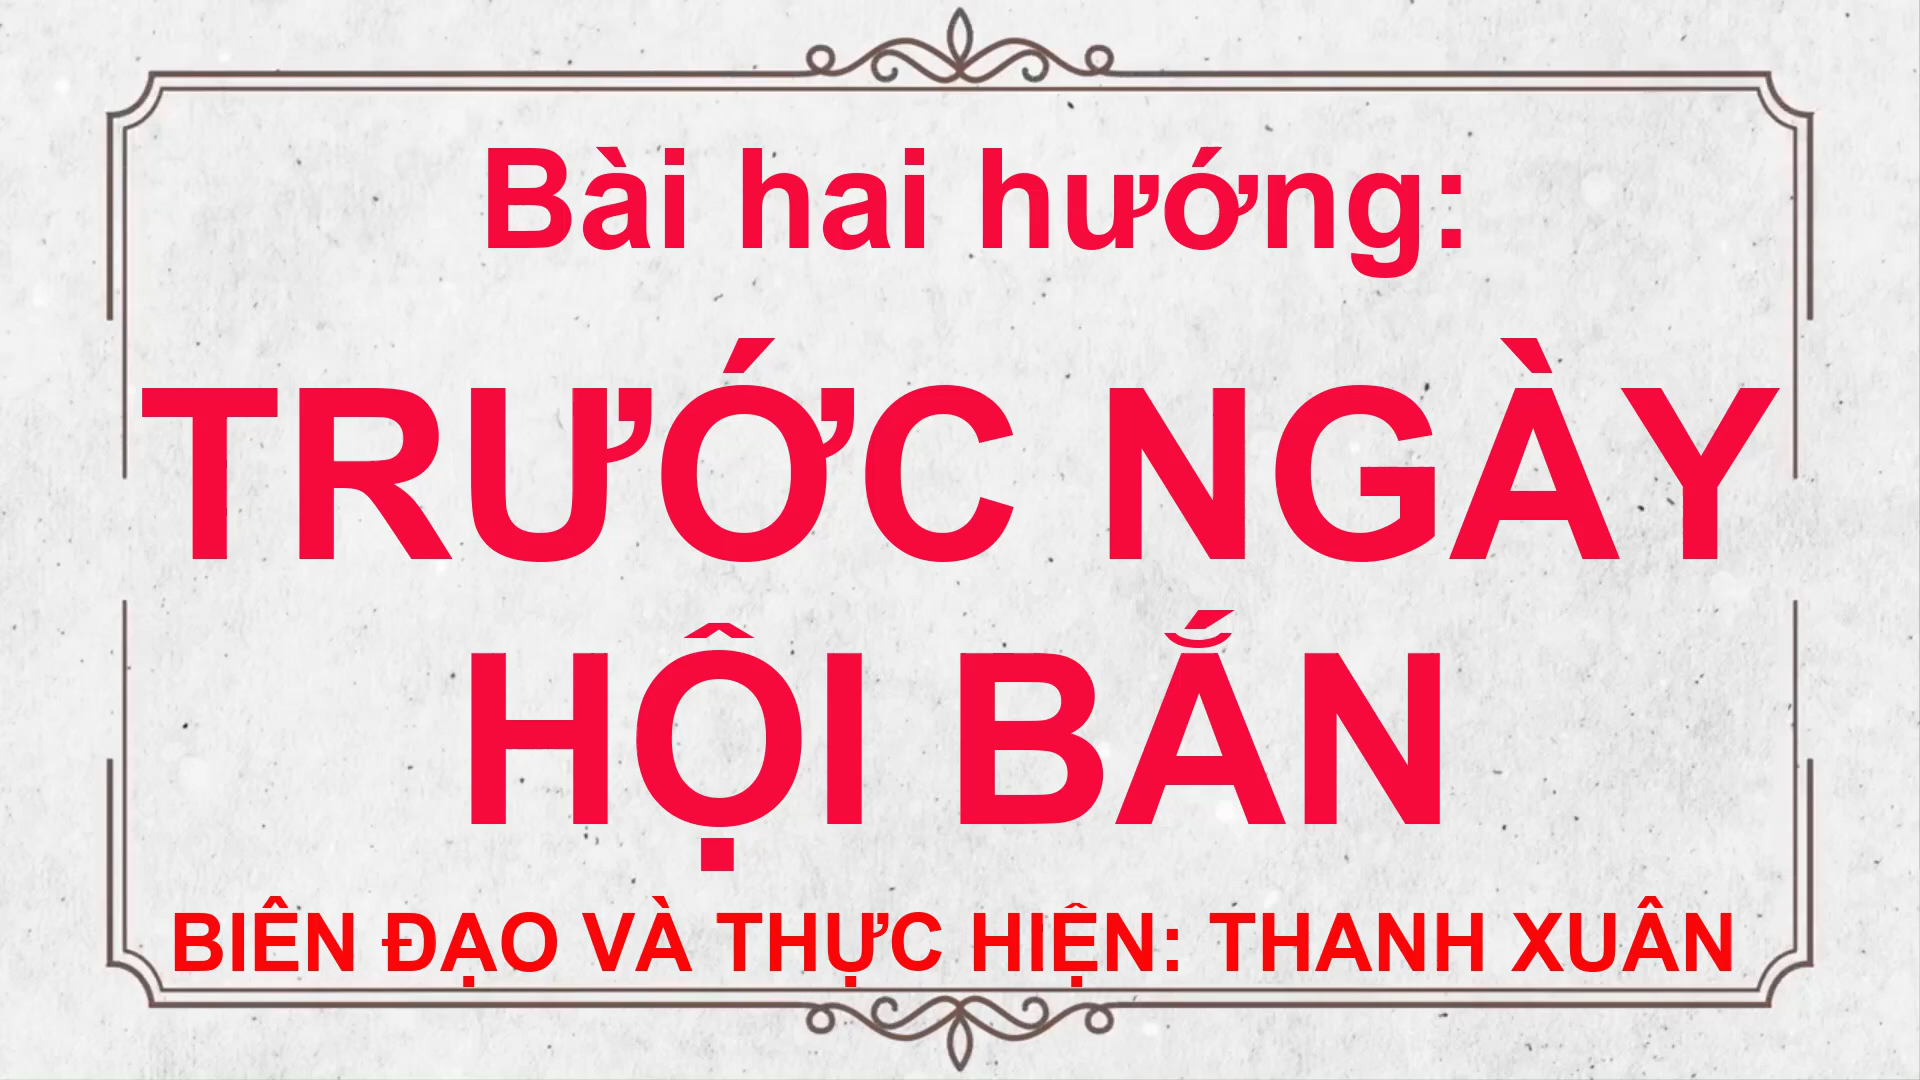 Bài hai hướng:
TRƯỚC NGÀY
HỘI BẮN
BIÊN ĐẠO VÀ THỰC HIỆN: THANH XUÂN